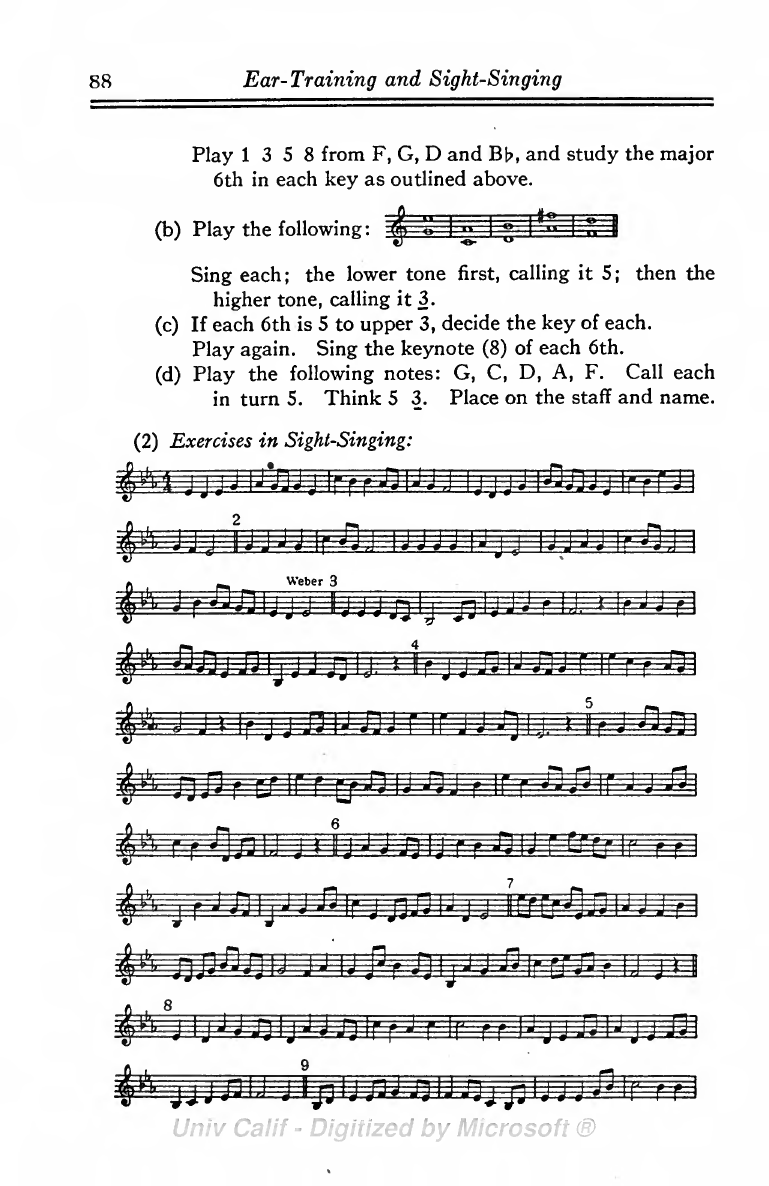 88 Ear-Training and Sight-Singing
Play 1 3 5 8 from F, G, D and B♭, and study the major
6th in each key as outlined above.
(b) Play the following:
Sing each; the lower tone first, calling it 5; then the
higher tone, calling it 3.
(c) If each 6th is 5 to upper 3, decide the key of each.
Play again. Sing the keynote (8) of each 6th.
(d) Play the following notes: G, C, D, A, F. Call each
in turn 5. Think 5 3. Place on the staff and name.
(2) Exercises in Sight-Singing:
4
4
2
Weber 3
4
5
6
7
8
9
Univ Calif - Digitized by Microsoft ®